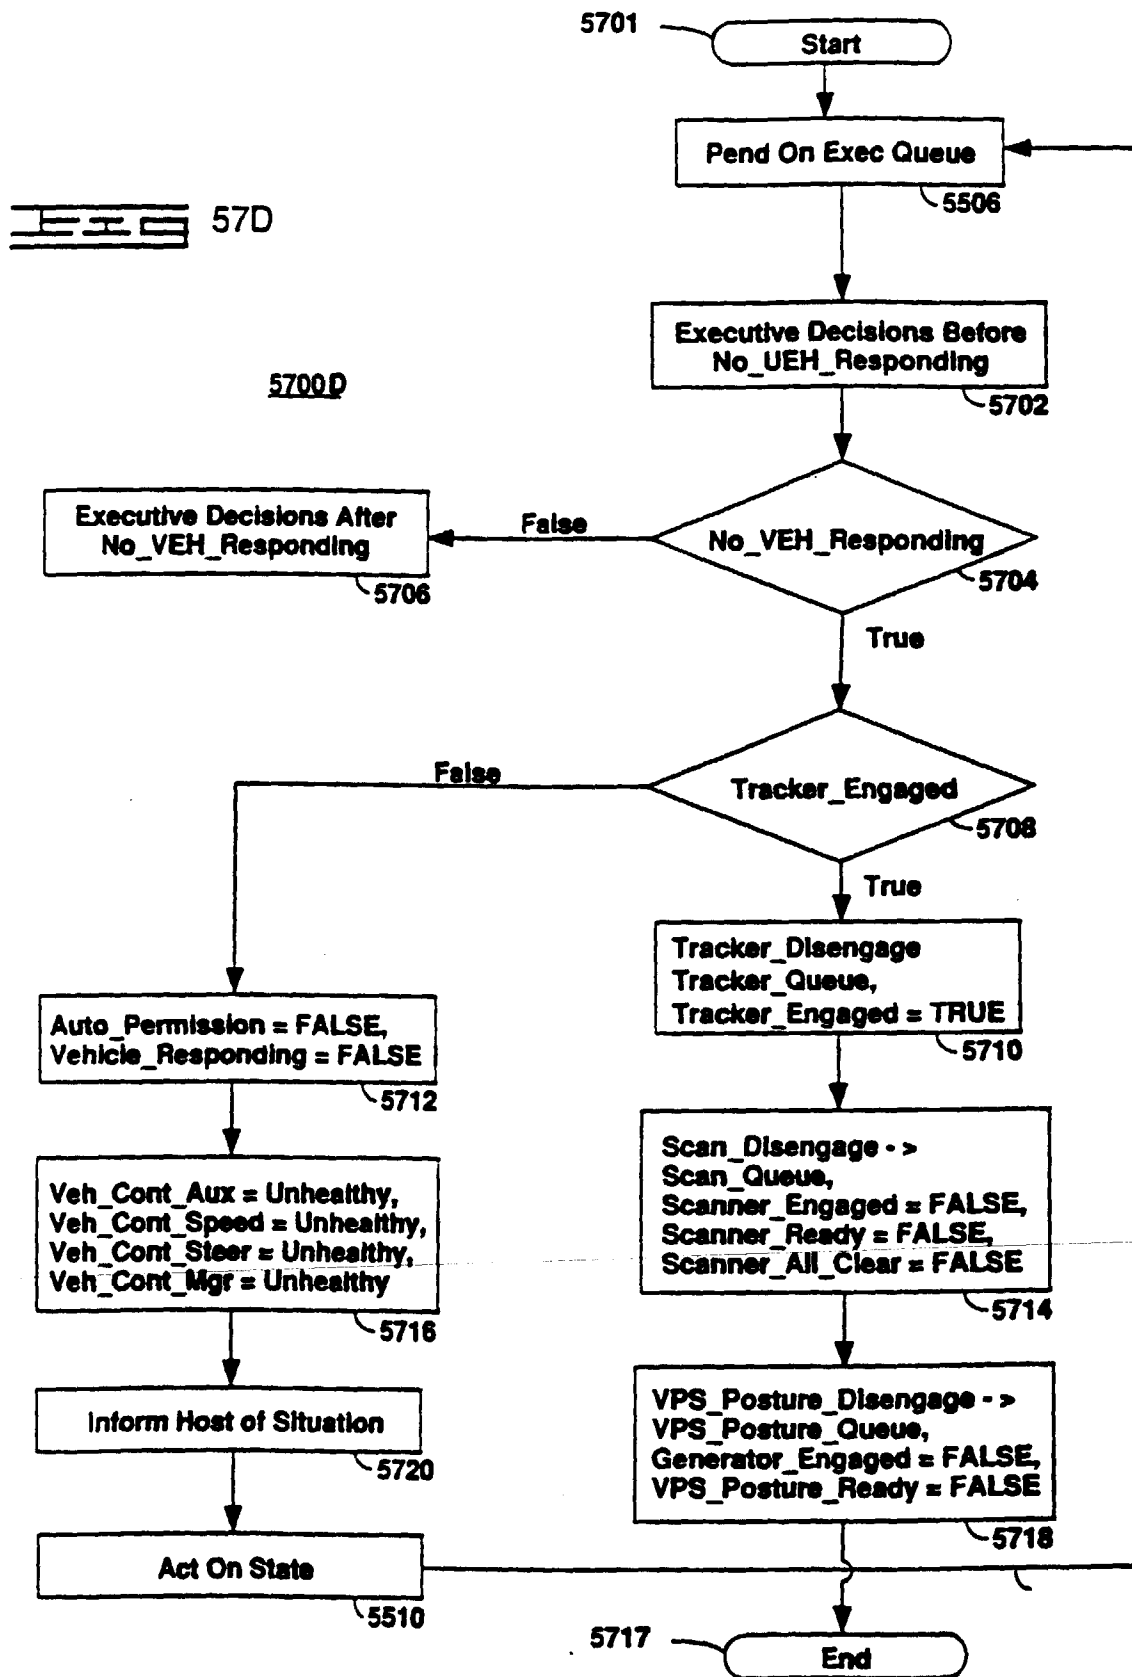 5701
Start
Pend On Exec Queue
5506
57D
Executive Decisions Before
No_UEH_Responding
5702
5700D
Executive Decisions After
No_VEH_Responding
5706
False
No_VEH_Responding
5704
True
False
Tracker_Engaged
5708
True
Tracker_Disengage
Tracker_Queue,
Tracker_Engaged = TRUE
5710
Auto_Permission = FALSE,
Vehicle_Responding = FALSE
5712
Scan_Disengage - >
Scan_Queue,
Scanner_Engaged = FALSE,
Scanner_Ready = FALSE,
Scanner_All_Clear = FALSE
5714
Veh_Cont_Aux = Unhealthy,
Veh_Cont_Speed = Unhealthy,
Veh_Cont_Steer = Unhealthy,
Veh_Cont_Mgr = Unhealthy
5716
VPS_Posture_Disengage - >
VPS_Posture_Queue,
Generator_Engaged = FALSE,
VPS_Posture_Ready = FALSE
5718
Inform Host of Situation
5720
Act On State
5510
5717
End